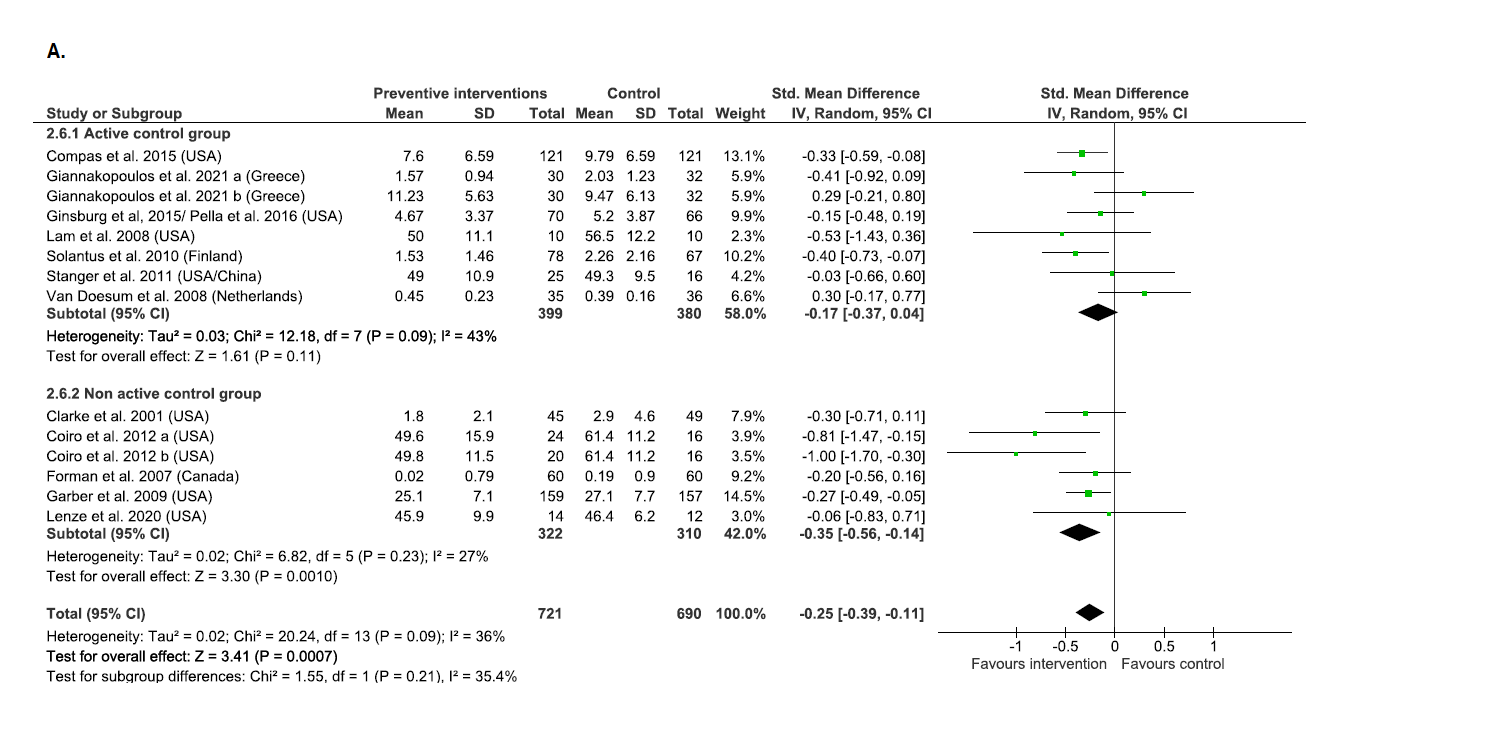 A.
Preventive interventions Control Std. Mean Difference Std. Mean Difference
Study or Subgroup Mean SD Total Mean SD Total Weight IV, Random, 95% CI IV, Random, 95% CI
2.6.1 Active control group
Compas et al. 2015 (USA) 7.6 6.59 121 9.79 6.59 121 13.1% -0.33 [-0.59, -0.08]
Giannakopoulos et al. 2021 a (Greece) 1.57 0.94 30 2.03 1.23 32 5.9% -0.41 [-0.92, 0.09]
Giannakopoulos et al. 2021 b (Greece) 11.23 5.63 30 9.47 6.13 32 5.9% 0.29 [-0.21, 0.80]
Ginsburg et al, 2015/ Pella et al. 2016 (USA) 4.67 3.37 70 5.2 3.87 66 9.9% -0.15 [-0.48, 0.19]
Lam et al. 2008 (USA) 50 11.1 10 56.5 12.2 10 2.3% -0.53 [-1.43, 0.36]
Solantus et al. 2010 (Finland) 1.53 1.46 78 2.26 2.16 67 10.2% -0.40 [-0.73, -0.07]
Stanger et al. 2011 (USA/China) 49 10.9 25 49.3 9.5 16 4.2% -0.03 [-0.66, 0.60]
Van Doesum et al. 2008 (Netherlands) 0.45 0.23 35 0.39 0.16 36 6.6% 0.30 [-0.17, 0.77]
Subtotal (95% CI) 399 380 58.0% -0.17 [-0.37, 0.04]
Heterogeneity: Tau² = 0.03; Chi² = 12.18, df = 7 (P = 0.09); I² = 43%
Test for overall effect: Z = 1.61 (P = 0.11)
2.6.2 Non active control group
Clarke et al. 2001 (USA) 1.8 2.1 45 2.9 4.6 49 7.9% -0.30 [-0.71, 0.11]
Coiro et al. 2012 a (USA) 49.6 15.9 24 61.4 11.2 16 3.9% -0.81 [-1.47, -0.15]
Coiro et al. 2012 b (USA) 49.8 11.5 20 61.4 11.2 16 3.5% -1.00 [-1.70, -0.30]
Forman et al. 2007 (Canada) 0.02 0.79 60 0.19 0.9 60 9.2% -0.20 [-0.56, 0.16]
Garber et al. 2009 (USA) 25.1 7.1 159 27.1 7.7 157 14.5% -0.27 [-0.49, -0.05]
Lenze et al. 2020 (USA) 45.9 9.9 14 46.4 6.2 12 3.0% -0.06 [-0.83, 0.71]
Subtotal (95% CI) 322 310 42.0% -0.35 [-0.56, -0.14]
Heterogeneity: Tau² = 0.02; Chi² = 6.82, df = 5 (P = 0.23); I² = 27%
Test for overall effect: Z = 3.30 (P = 0.0010)
Total (95% CI) 721 690 100.0% -0.25 [-0.39, -0.11]
Heterogeneity: Tau² = 0.02; Chi² = 20.24, df = 13 (P = 0.09); I² = 36%
Test for overall effect: Z = 3.41 (P = 0.0007)
Test for subgroup differences: Chi² = 1.55, df = 1 (P = 0.21), I² = 35.4%
-1 -0.5 0 0.5 1
Favours intervention Favours control